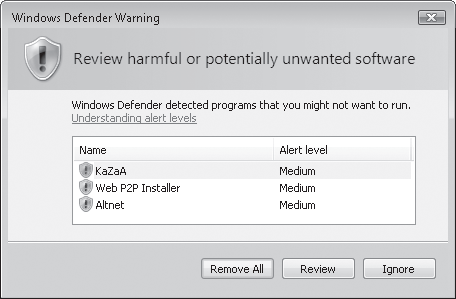 Windows Defender Warning
Review harmful or potentially unwanted software
Windows Defender detected programs that you might not want to run.
Understanding alert levels
Name Alert level
KaZaA Medium
Web P2P Installer Medium
Altnet Medium
Remove All Review Ignore